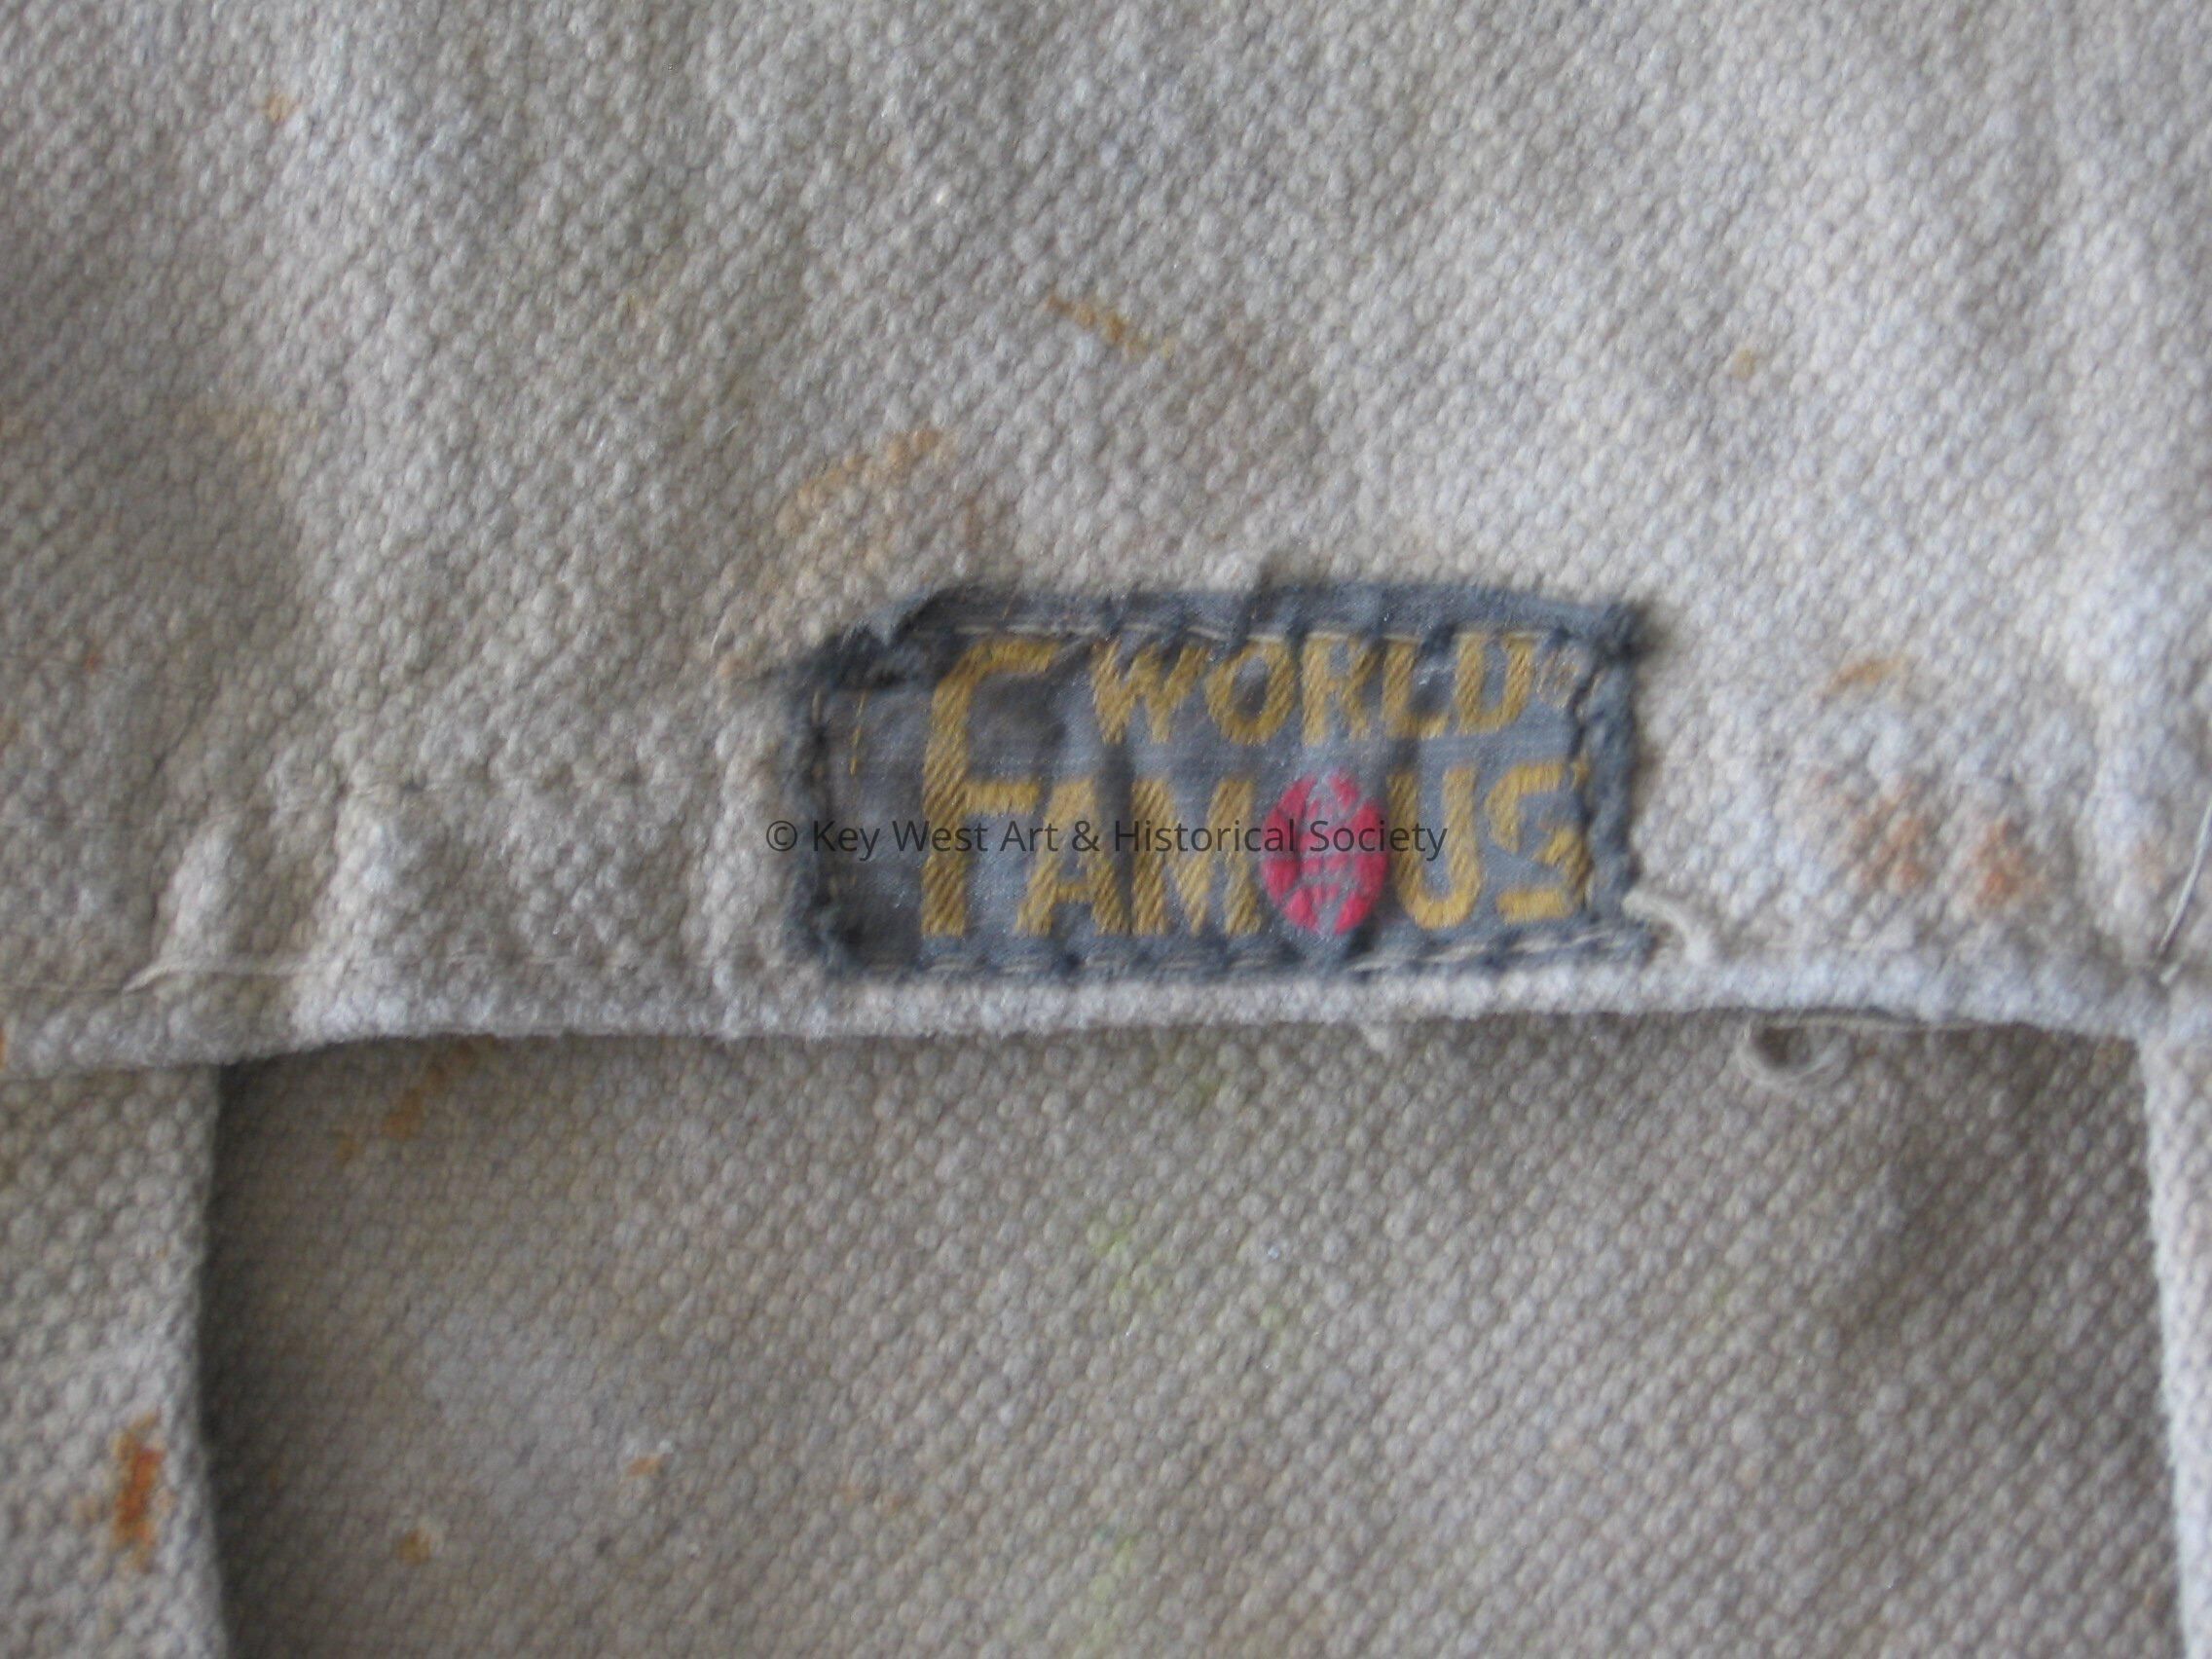 WORLD
FAMOUS
© Key West Art & Historical Society